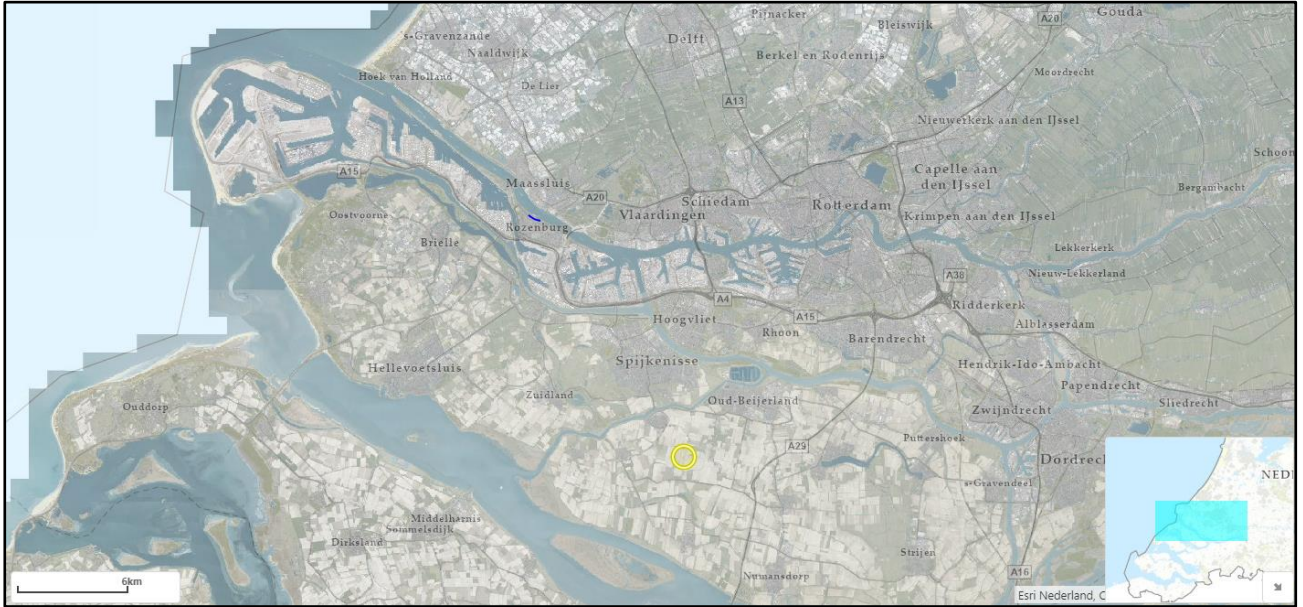 Pijnacker
Bleiswijk
A20
Gouda
s-Gravenzande
Delft
Naaldwijk
Berkel en Rodenrijs
Hoek van Holland
De Lier
Moordrecht
A13
Nieuwerkerk aan den IJssel
Schoon
A15
Maassluis
A20
Schiedam
Capelle aan
den IJssel
Bergambacht
Oostvoorne
Vlaardingen
Rotterdam
Krimpen aan den IJssel
Rozenburg
Brielle
Lekkerkerk
A38
Nieuw-Lekkerland
A4
Ridderkerk
Hoogvliet
A15
Rhoon
Alblasserdam
Barendrecht
Spijkenisse
Hellevoetsluis
Hendrik-Ido-Ambacht
Papendrecht
Zuidland
Oud-Beijerland
Sliedrecht
Ouddorp
Zwijndrecht
A29
Puttershoek
Dordrec
NEDI
s-Gravendeel
Middelharnis
Sommelsdijk
Dirksland
Strijen
A16
Numansdorp
6km
Esri Nederland, C